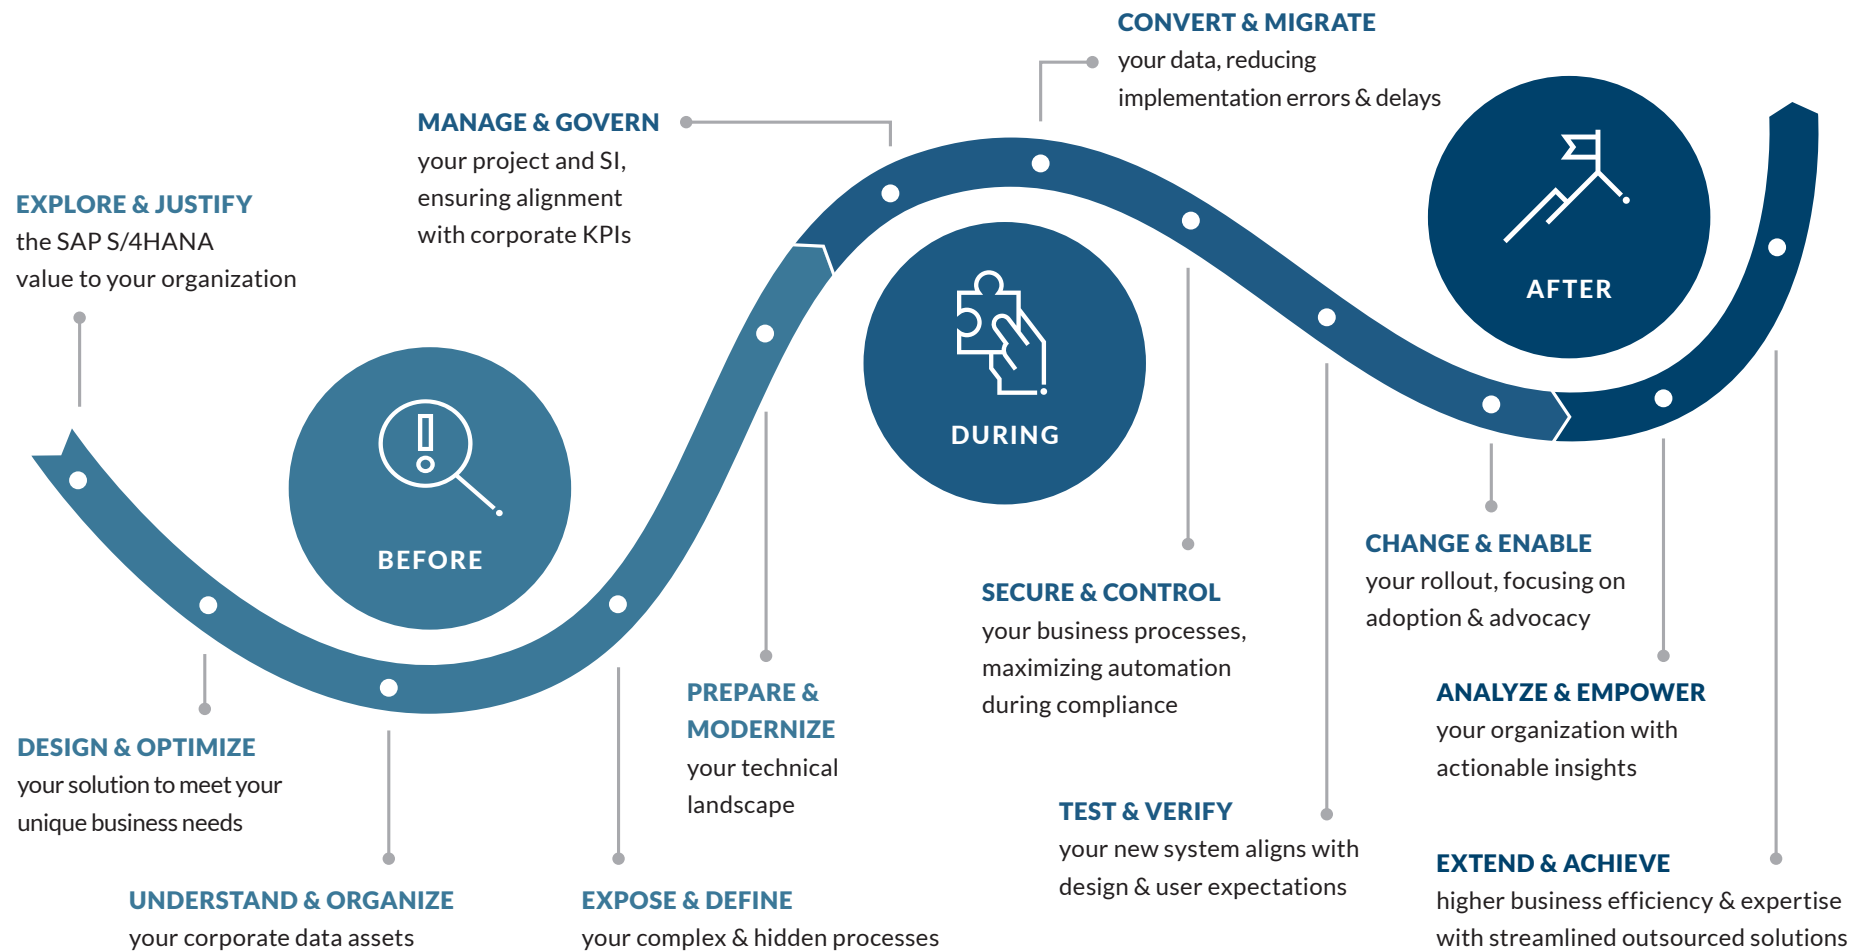 EXPLORE & JUSTIFY
the SAP S/4HANA
value to your organization
DESIGN & OPTIMIZE
your solution to meet your
unique business needs
UNDERSTAND & ORGANIZE
your corporate data assets
BEFORE
EXPOSE & DEFINE
your complex & hidden processes
PREPARE &
MODERNIZE
your technical
landscape
MANAGE & GOVERN
your project and SI,
ensuring alignment
with corporate KPIs
CONVERT & MIGRATE
your data, reducing
implementation errors & delays
DURING
SECURE & CONTROL
your business processes,
maximizing automation
during compliance
TEST & VERIFY
your new system aligns with
design & user expectations
CHANGE & ENABLE
your rollout, focusing on
adoption & advocacy
AFTER
ANALYZE & EMPOWER
your organization with
actionable insights
EXTEND & ACHIEVE
higher business efficiency & expertise
with streamlined outsourced solutions